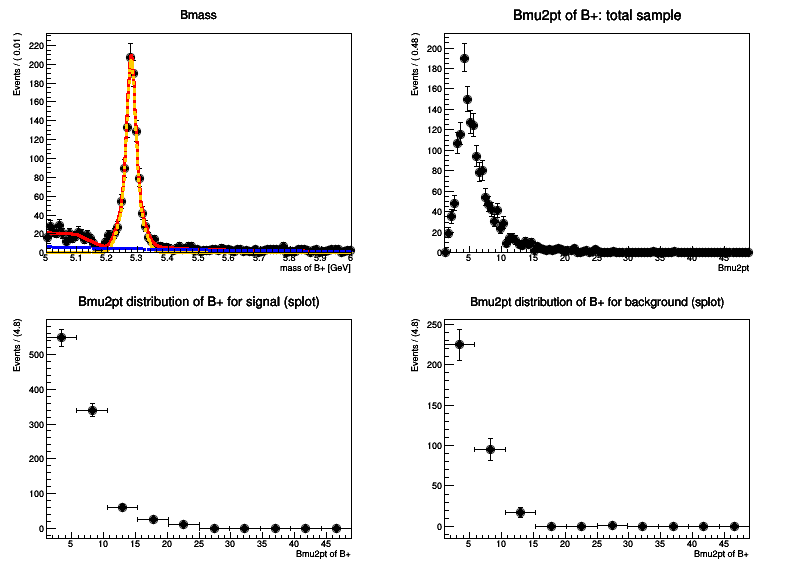 Bmass
Events / ( 0.01 )
220
200
180
160
140
120
100
80
60
40
20
0
5 5.1 5.2 5.3 5.4 5.5 5.6 5.7 5.8 5.9 6
mass of B+ [GeV]
Bmu2pt of B+: total sample
Events / ( 0.48 )
200
180
160
140
120
100
80
60
40
20
0
5 10 15 20 25 30 35 40 45
Bmu2pt
Bmu2pt distribution of B+ for signal (splot)
Events / (4.8)
500
400
300
200
100
0
5 10 15 20 25 30 35 40 45
Bmu2pt of B+
Bmu2pt distribution of B+ for background (splot)
Events / (4.8)
250
200
150
100
50
0
5 10 15 20 25 30 35 40 45
Bmu2pt of B+